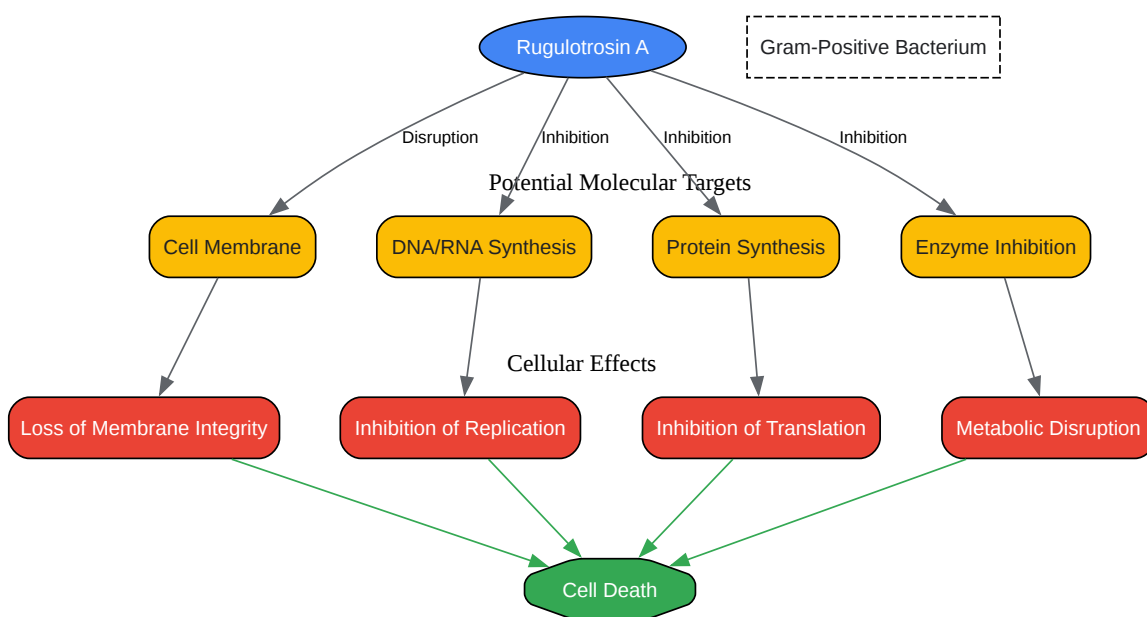 Rugulotrosin A
Gram-Positive Bacterium
Disruption
Inhibition
Inhibition
Inhibition
Potential Molecular Targets
Cell Membrane
DNA/RNA Synthesis
Protein Synthesis
Enzyme Inhibition
Cellular Effects
Loss of Membrane Integrity
Inhibition of Replication
Inhibition of Translation
Metabolic Disruption
Cell Death